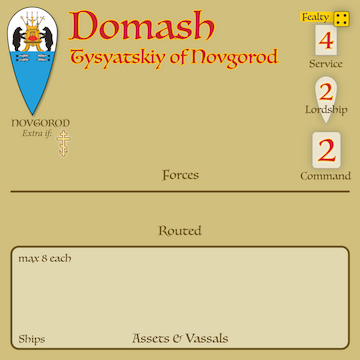 Domash
Tysyatskiy of Novgorod
Fealty
4
Service
2
Lordship
2
Command
NOVGOROD
Extra if:
Forces
Routed
max 8 each
Ships
Assets & Vassals